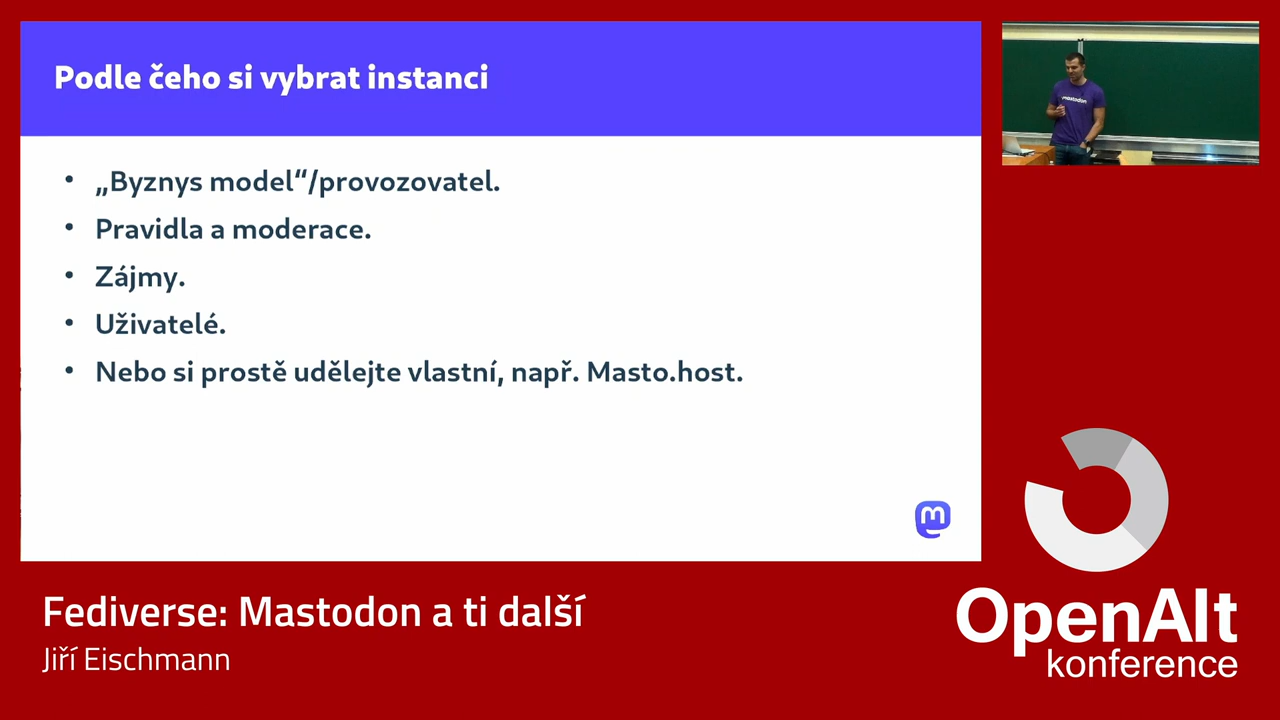 Podle čeho si vybrat instanci
„Byznys model“/provozovatel.
Pravidla a moderace.
Zájmy.
Uživatelé.
Nebo si prostě udělejte vlastní, např. Masto.host.
mastodon
Fediverse: Mastodon a ti další
Jiří Eischmann
OpenAlt
konference